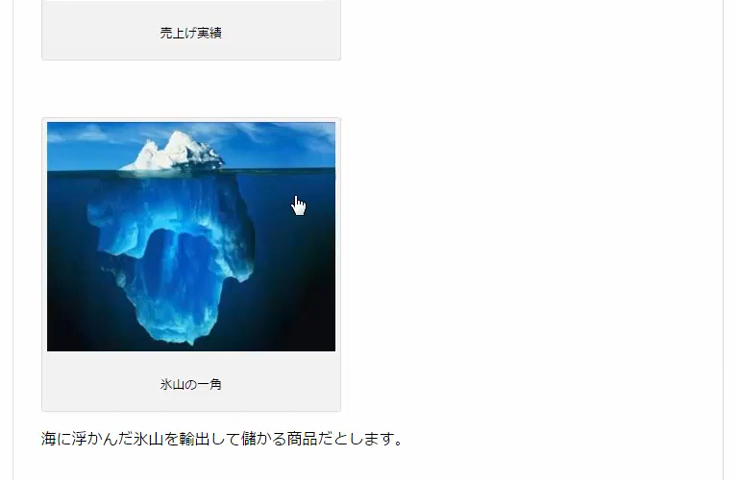 売上げ実績
氷山の一角
海に浮かんだ氷山を輸出して儲かる商品だとします。